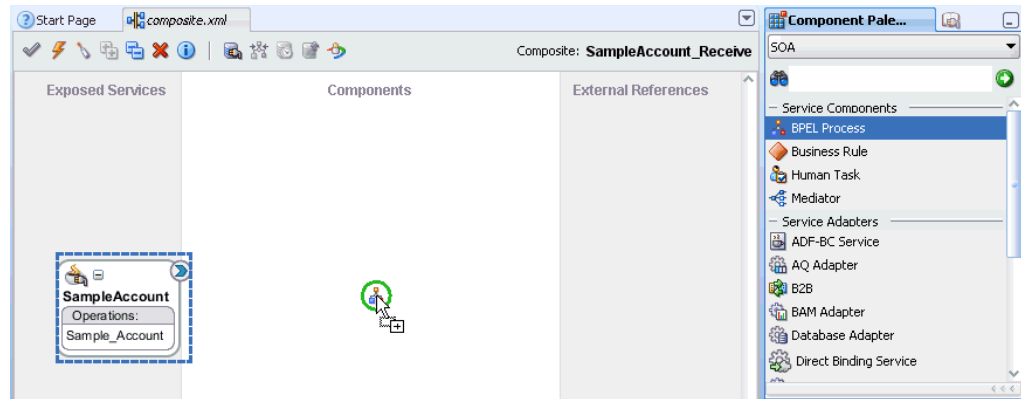 Start Page
composite.xml
Component Pale...
Composite: SampleAccount_Receive
SOA
Exposed Services
Components
External References
Service Components
BPEL Process
Business Rule
Human Task
Mediator
Service Adapters
ADF-BC Service
AQ Adapter
B2B
BAM Adapter
Database Adapter
Direct Binding Service
SampleAccount
Operations:
Sample_Account